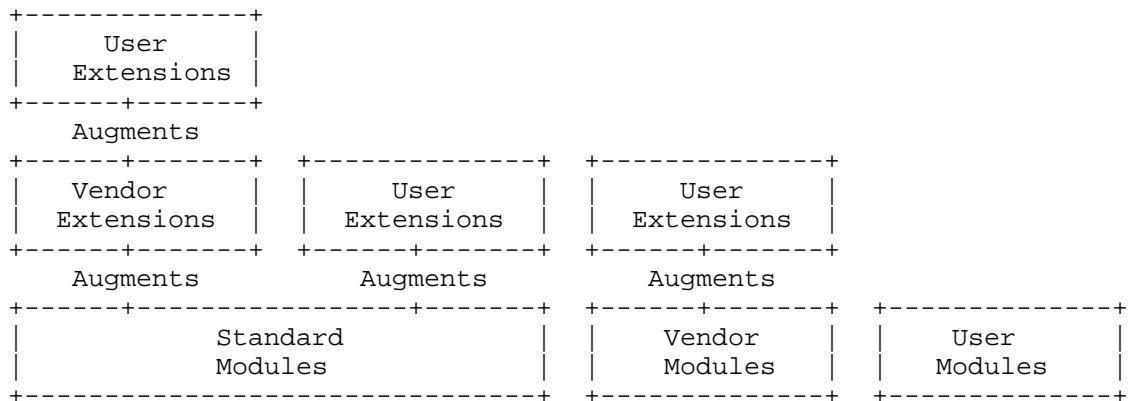 User
Extensions
Augments
Vendor User User
Extensions Extensions Extensions
Augments Augments Augments
Standard Vendor User
Modules Modules Modules